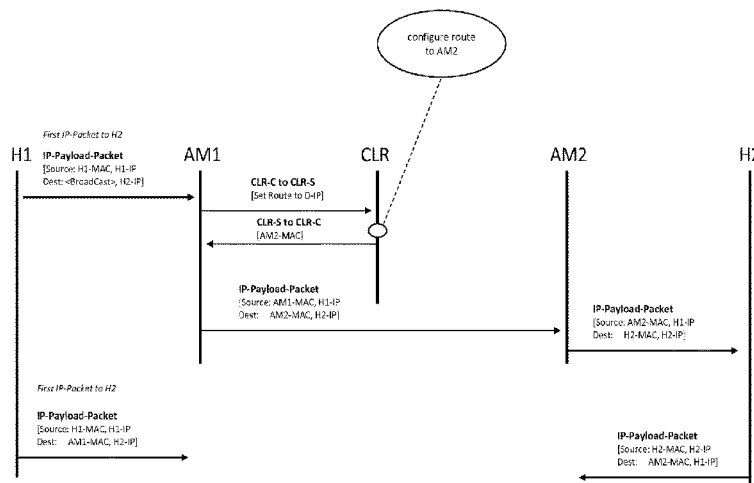 configure route
to AM2
First IP-Packet to H2
H1
IP-Payload-Packet
[Source: H1-MAC, H1-IP
Dest: <BroadCast>, H2-IP]
AM1
CLR
AM2
H2
CLR-C to CLR-S
[Set Route to D-IP]
CLR-S to CLR-C
[AM2-MAC]
IP-Payload-Packet
[Source: AM1-MAC, H1-IP
Dest: AM2-MAC, H2-IP]
IP-Payload-Packet
[Source: AM2-MAC, H1-IP
Dest: H2-MAC, H2-IP]
First IP-Packet to H2
IP-Payload-Packet
[Source: H1-MAC, H1-IP
Dest: AM1-MAC, H2-IP]
IP-Payload-Packet
[Source: H2-MAC, H2-IP
Dest: AM2-MAC, H1-IP]